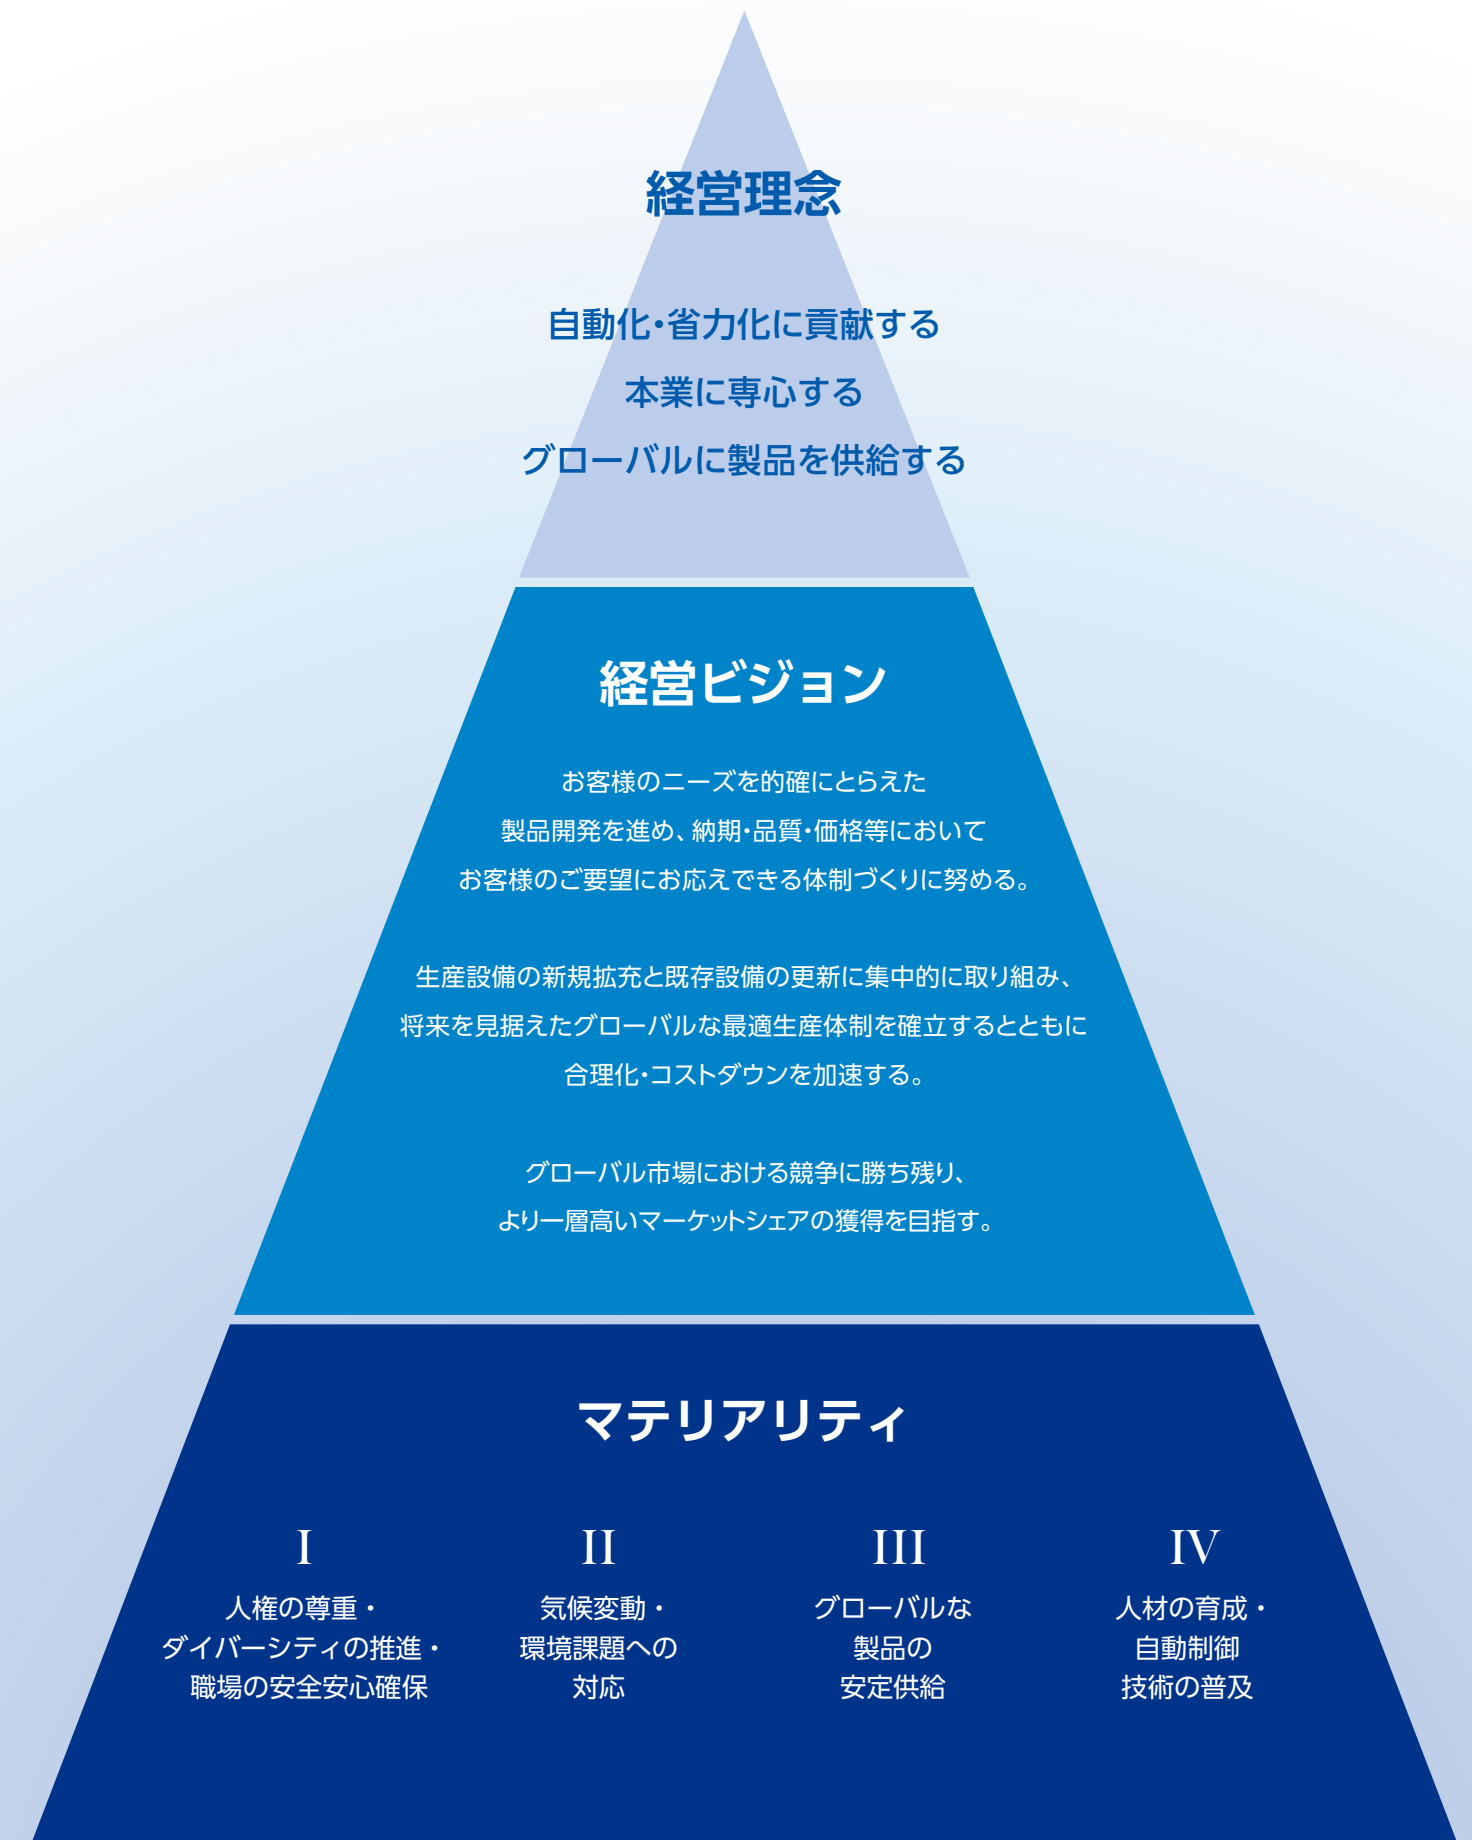 経営理念
自動化・省力化に貢献する
本業に専心する
グローバルに製品を供給する
経営ビジョン
お客様のニーズを的確にとらえた
製品開発を進め、納期・品質・価格等において
お客様のご要望にお応えできる体制づくりに努める。
生産設備の新規拡充と既存設備の更新に集中的に取り組み、
将来を見据えたグローバルな最適生産体制を確立するとともに
合理化・コストダウンを加速する。
グローバル市場における競争に勝ち残り、
より一層高いマーケットシェアの獲得を目指す。
マテリアリティ
I
人権の尊重・
ダイバーシティの推進・
職場の安全安心確保
II
気候変動・
環境課題への
対応
III
グローバルな
製品の
安定供給
IV
人材の育成・
自動制御
技術の普及